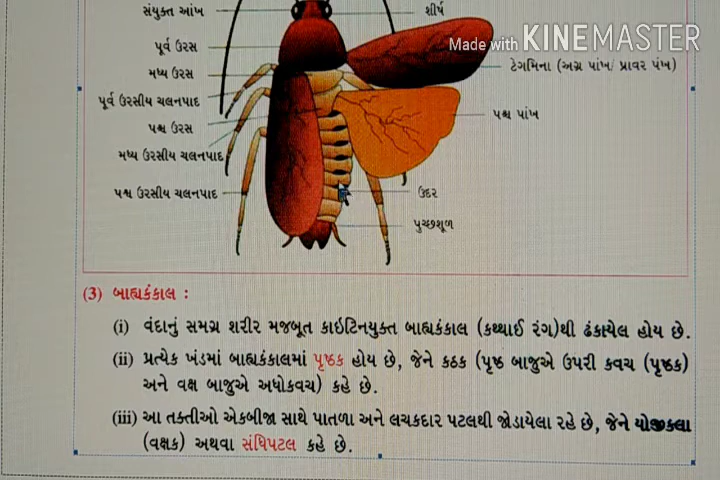 સંયુક્ત આંખ
શીર્ષ
Made with KINEMASTER
પૂર્વ ઉરસ
ટેગમિના (અગ્ર પાંખ/ પ્રાવર પંખ)
મધ્ય ઉરસ
પૂર્વ ઉરસીય ચલનપાદ
પશ્ચ પાંખ
પશ્ચ ઉરસ
મધ્ય ઉરસીય ચલનપાદ
પશ્ચ ઉરસીય ચલનપાદ
ઉદર
પુચ્છશૂળ
(3) બાહ્યકંકાલ :
(i) વંદાનું સમગ્ર શરીર મજબૂત કાઇટિનયુક્ત બાહ્યકંકાલ (કથ્થાઈ રંગ)થી ઢંકાયેલ હોય છે.
(ii) પ્રત્યેક ખંડમાં બાહ્યકંકાલમાં પૃષ્ઠક હોય છે, જેને કઠક (પૃષ્ઠ બાજુએ ઉપરી કવચ (પૃષ્ઠક)
અને વક્ષ બાજુએ અધોકવચ) કહે છે.
(iii) આ તક્તીઓ એકબીજા સાથે પાતળા અને લચકદાર પટલથી જોડાયેલા રહે છે, જેને યોજીકલા
(વક્ષક) અથવા સંધિપટલ કહે છે.